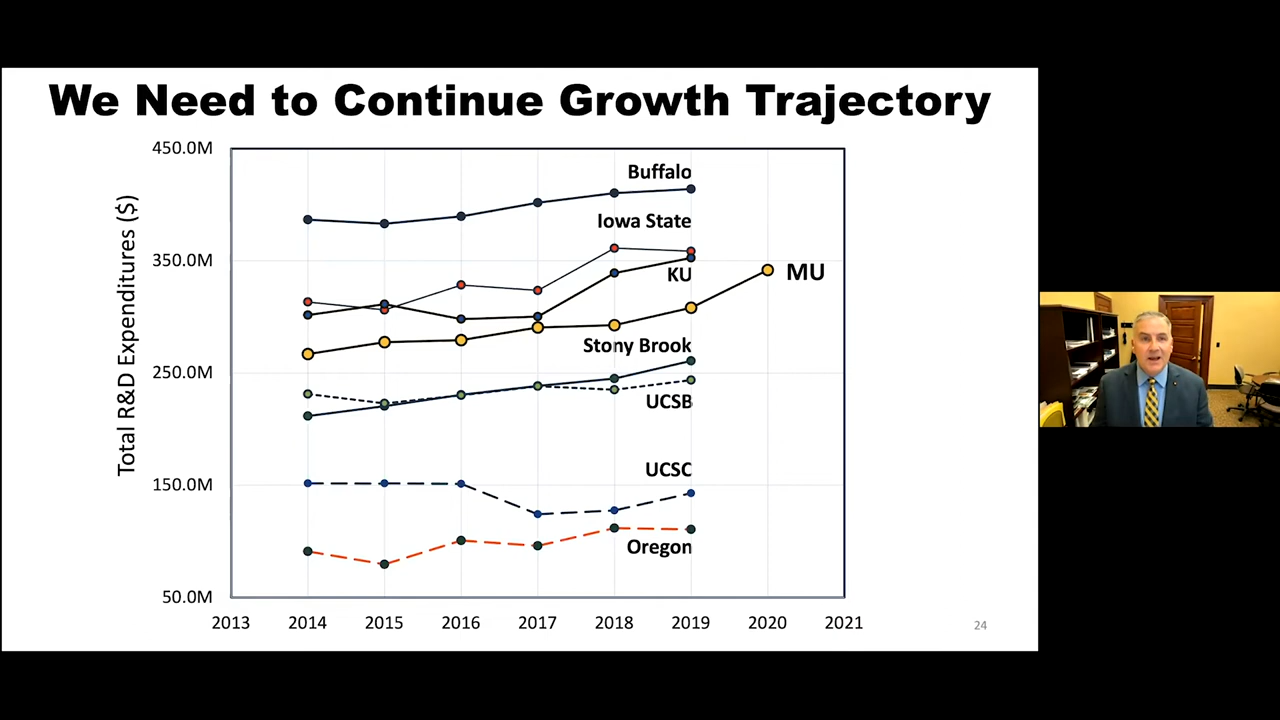 We Need to Continue Growth Trajectory
Total R&D Expenditures ($)
450.0M
350.0M
250.0M
150.0M
50.0M
Buffalo
Iowa State
KU
MU
Stony Brook
UCSB
UCSC
Oregon
2013 2014 2015 2016 2017 2018 2019 2020 2021
24